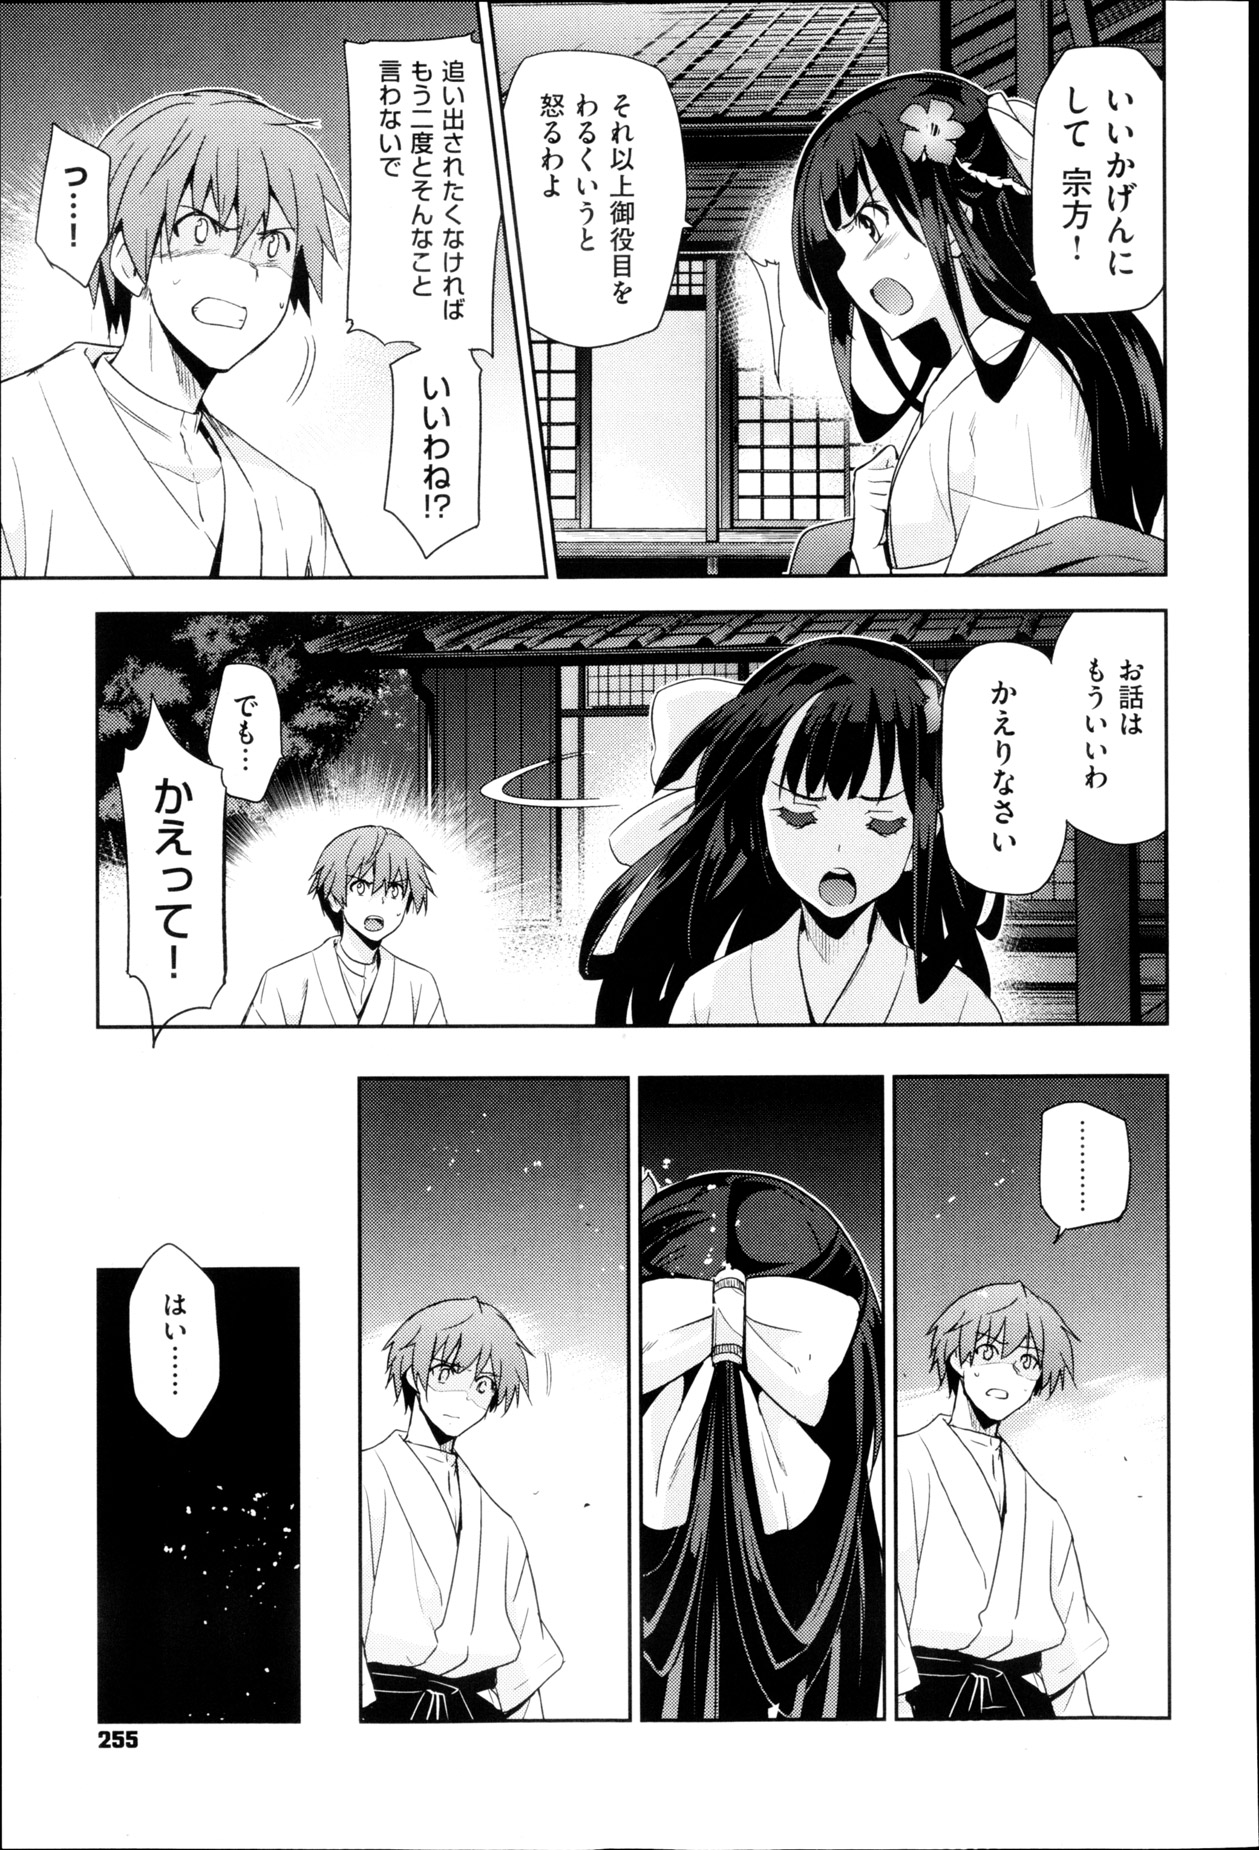 いいかげんに
して 宗方！
それ以上御役目を
わるくいうと
怒るわよ
追い出されたくなければ
もう二度とそんなこと
言わないで
いいわね!?
っ……！
お話は
もういいわ
かえりなさい
でも…
かえって！
…………
はい……
255